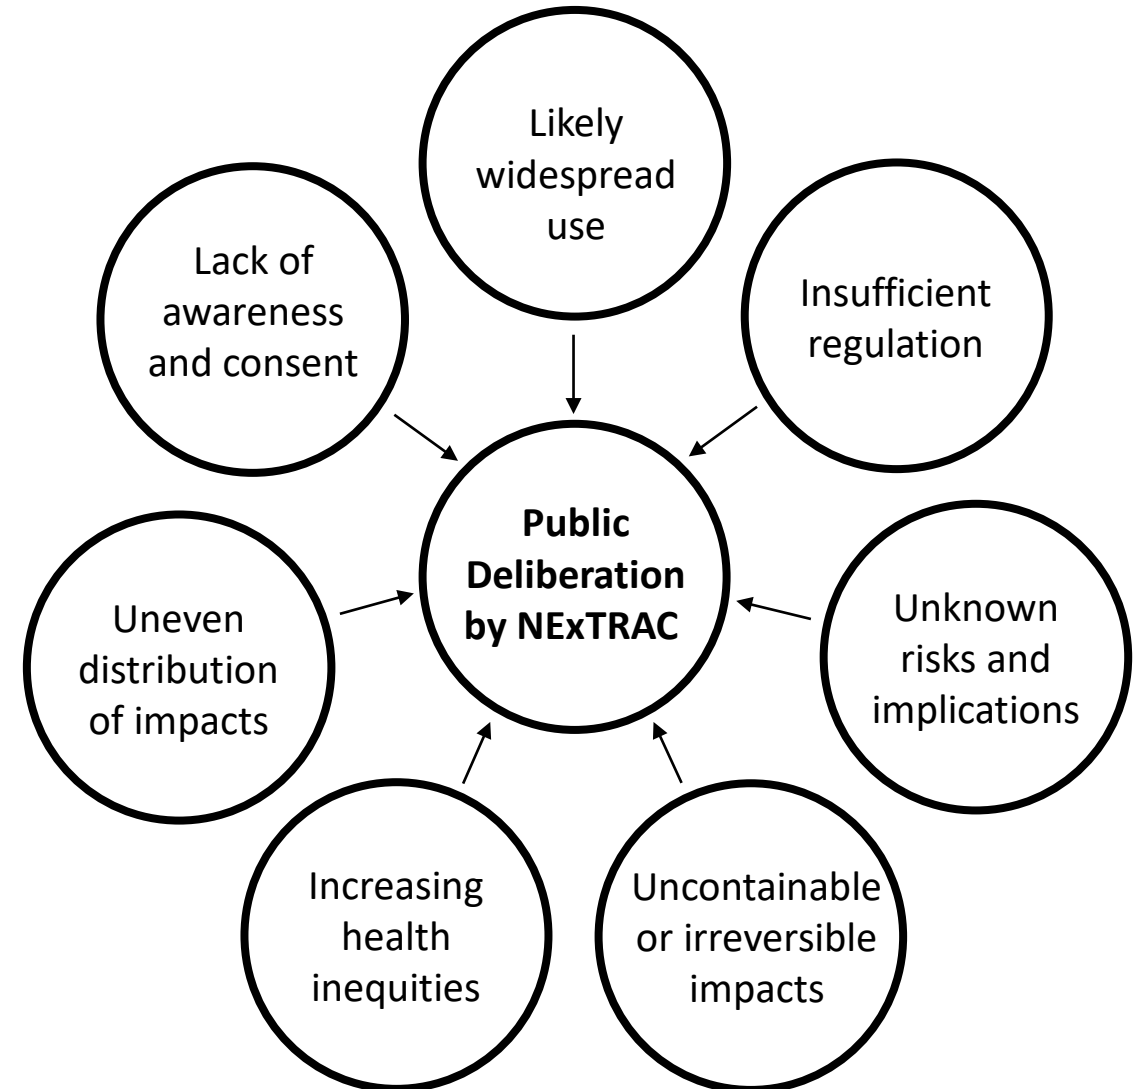 Likely
widespread
use
Lack of
awareness
and consent
Insufficient
regulation
Public
Deliberation
by NExTRAC
Uneven
distribution
of impacts
Unknown
risks and
implications
Increasing
health
inequities
Uncontainable
or irreversible
impacts